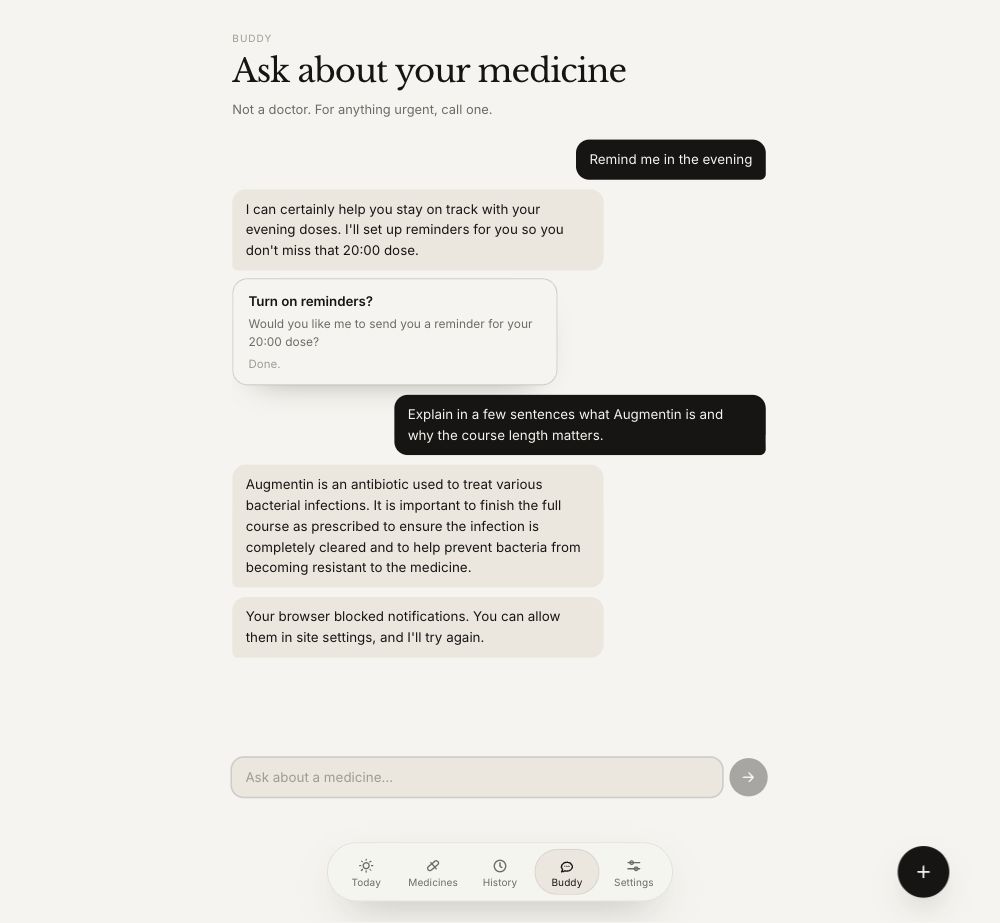 BUDDY
Ask about your medicine
Not a doctor. For anything urgent, call one.
Remind me in the evening
I can certainly help you stay on track with your
evening doses. I'll set up reminders for you so you
don't miss that 20:00 dose.
Turn on reminders?
Would you like me to send you a reminder for your
20:00 dose?
Done.
Explain in a few sentences what Augmentin is and
why the course length matters.
Augmentin is an antibiotic used to treat various
bacterial infections. It is important to finish the full
course as prescribed to ensure the infection is
completely cleared and to help prevent bacteria from
becoming resistant to the medicine.
Your browser blocked notifications. You can allow
them in site settings, and I'll try again.
Ask about a medicine...
Today
Medicines
History
Buddy
Settings